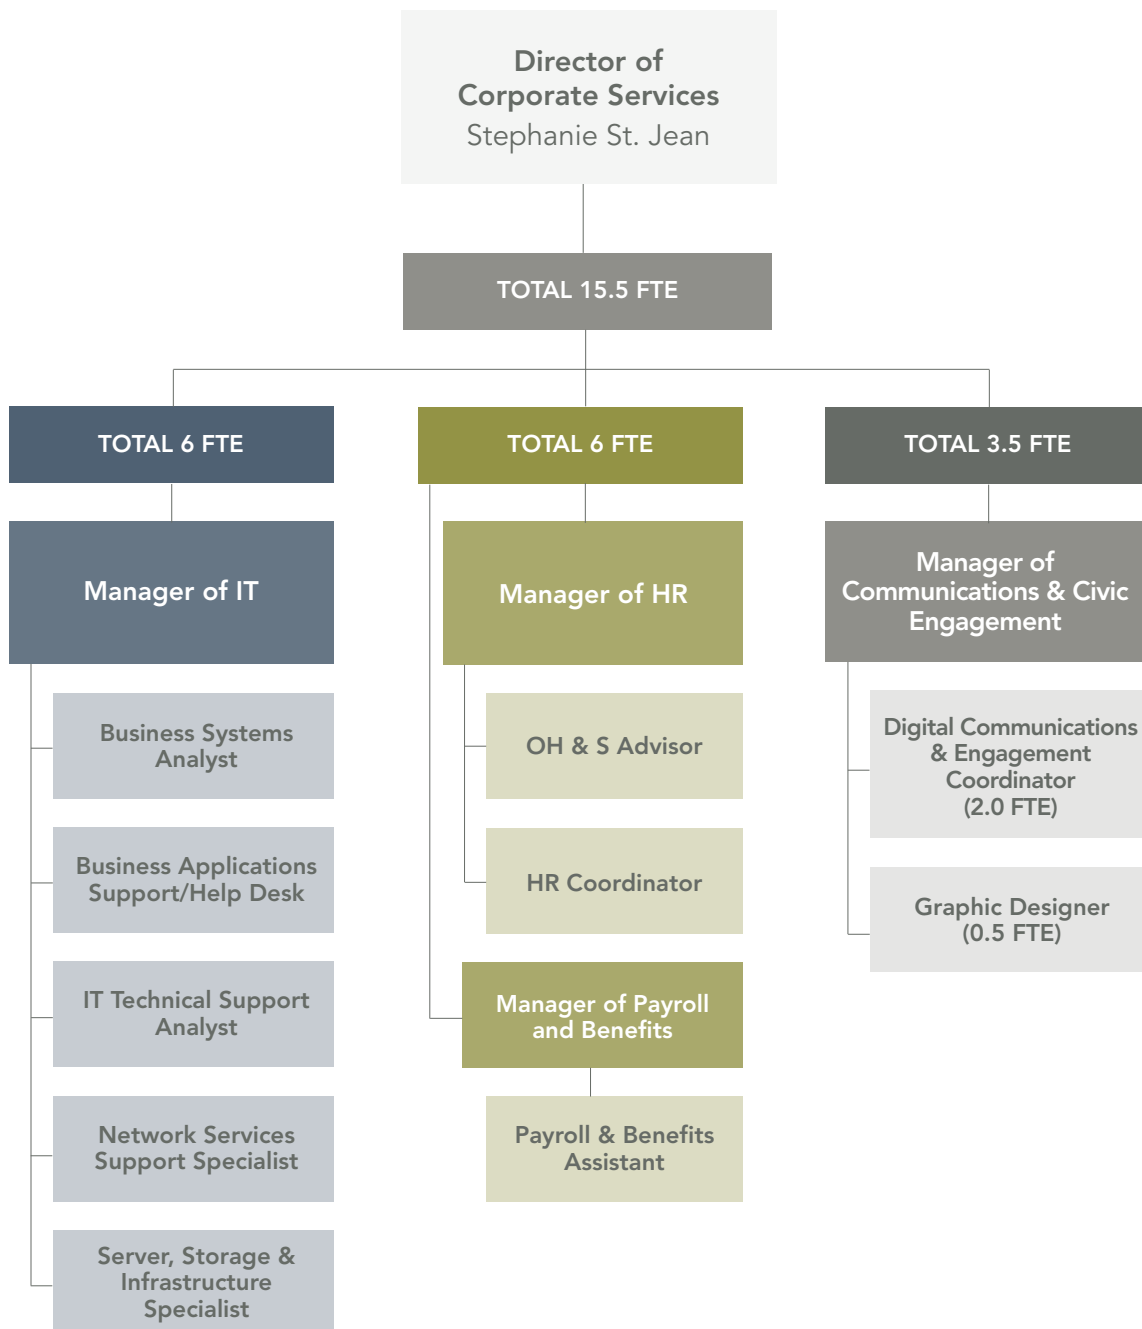 Director of
Corporate Services
Stephanie St. Jean
TOTAL 15.5 FTE
TOTAL 6 FTE
Manager of IT
Business Systems
Analyst
Business Applications
Support/Help Desk
IT Technical Support
Analyst
Network Services
Support Specialist
Server, Storage &
Infrastructure
Specialist
TOTAL 6 FTE
Manager of HR
OH & S Advisor
HR Coordinator
Manager of Payroll
and Benefits
Payroll & Benefits
Assistant
TOTAL 3.5 FTE
Manager of
Communications & Civic
Engagement
Digital Communications
& Engagement
Coordinator
(2.0 FTE)
Graphic Designer
(0.5 FTE)